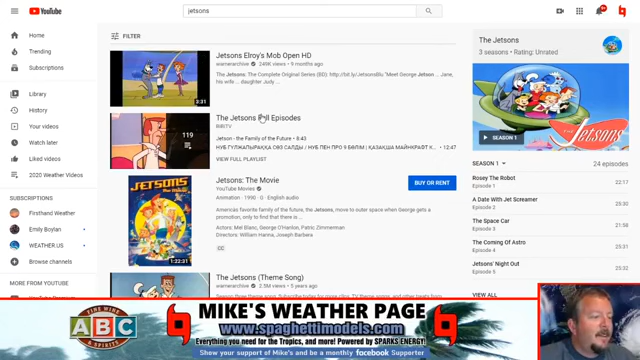 YouTube
jetsons
Home
Trending
Subscriptions
Library
History
Your videos
Watch later
Liked videos
2020 Weather Videos
SUBSCRIPTIONS
Firsthand Weather
Emily Boylan
WEATHER.US
Browse channels
MORE FROM YOUTUBE
FILTER
3:31
Jetsons Elroy's Mob Open HD
warnerarchive 249K views • 9 months ago
The Jetsons: The Complete Original Series (BD): "Meet George Jetson ... Jane,
his wife ... daughter Judy ...
119
The Jetsons Full Episodes
Jetson - the Family of the Future • 8:43
12:47
VIEW FULL PLAYLIST
JETSONS
1:22:31
Jetsons: The Movie
YouTube Movies
Animation • 1990 • G • English audio
America's favorite family of the future, the Jetsons, move to outer space when George gets a
promotion, only to find that there is ...
Actors: Mel Blanc, George O'Hanlon, Patric Zimmerman
Directors: William Hanna, Joseph Barbera
CC
BUY OR RENT
The Jetsons (Theme Song)
warnerarchive 2.5M views • 5 years ago
The Jetsons
3 seasons • Rating: Unrated
SEASON 1
The Jetsons
SEASON 1
24 episodes
Rosey The Robot
22:17
Episode 1
A Date With Jet Screamer
Episode 2
The Space Car
21:58
Episode 3
The Coming Of Astro
Episode 4
Jetsons' Night Out
25:32
Episode 5
VIEW ALL
FINE WINE
ABC
& SPIRITS
MIKE'S WEATHER PAGE
www.spaghettimodels.com
Everything you need for the Tropics, and more! Powered by SPARKS ENERGY!
Show your support of Mike's and be a monthly facebook Supporter